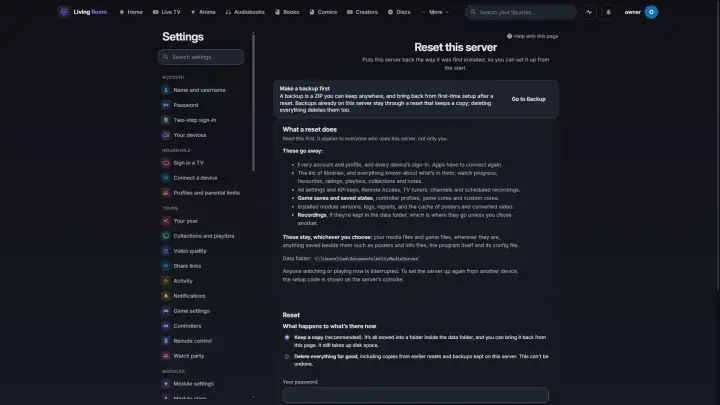 Living Room
Home
Live TV
Anime
Audiobooks
Books
Comics
Creators
Discs
More
Search your libraries...
owner
O
Settings
Search settings
ACCOUNT
Name and username
Password
Two-step sign-in
Your devices
HOUSEHOLD
Sign in a TV
Connect a device
Profiles and parental limits
YOURS
Your year
Collections and playlists
Video quality
Share links
Activity
Notifications
Game settings
Controllers
Remote control
Watch party
MODULES
Module settings
Module store
Help with this page
Reset this server
Puts this server back the way it was first installed, so you can set it up from
the start.
Make a backup first
A backup is a ZIP you can keep anywhere, and bring back from first-time setup after a
reset. Backups already on this server stay through a reset that keeps a copy; deleting
everything deletes them too.
Go to Backup
What a reset does
Read this first. It applies to everyone who uses this server, not only you.
These go away:
Every account and profile, and every device's sign-in. Apps have to connect again.
The list of libraries, and everything known about what's in them: watch progress,
favourites, ratings, playlists, collections and notes.
All settings and API keys, Remote Access, TV tuners, channels and scheduled recordings.
Game saves and saved states, controller profiles, game cores and custom cores.
Installed module versions, logs, reports, and the cache of posters and converted video.
Recordings, if they're kept in the data folder, which is where they go unless you chose
another.
These stay, whichever you choose: your media files and game files, wherever they are,
anything saved beside them such as posters and info files, the program itself and its config file.
Data folder:
Anyone watching or playing now is interrupted. To set the server up again from another device,
the setup code is shown on the server's console.
Reset
What happens to what's there now
Keep a copy (recommended). It's all moved into a folder inside the data folder, and you can bring it back from
this page. It still takes up disk space.
Delete everything for good, including copies from earlier resets and backups kept on this server. This can't be
undone.
Your password